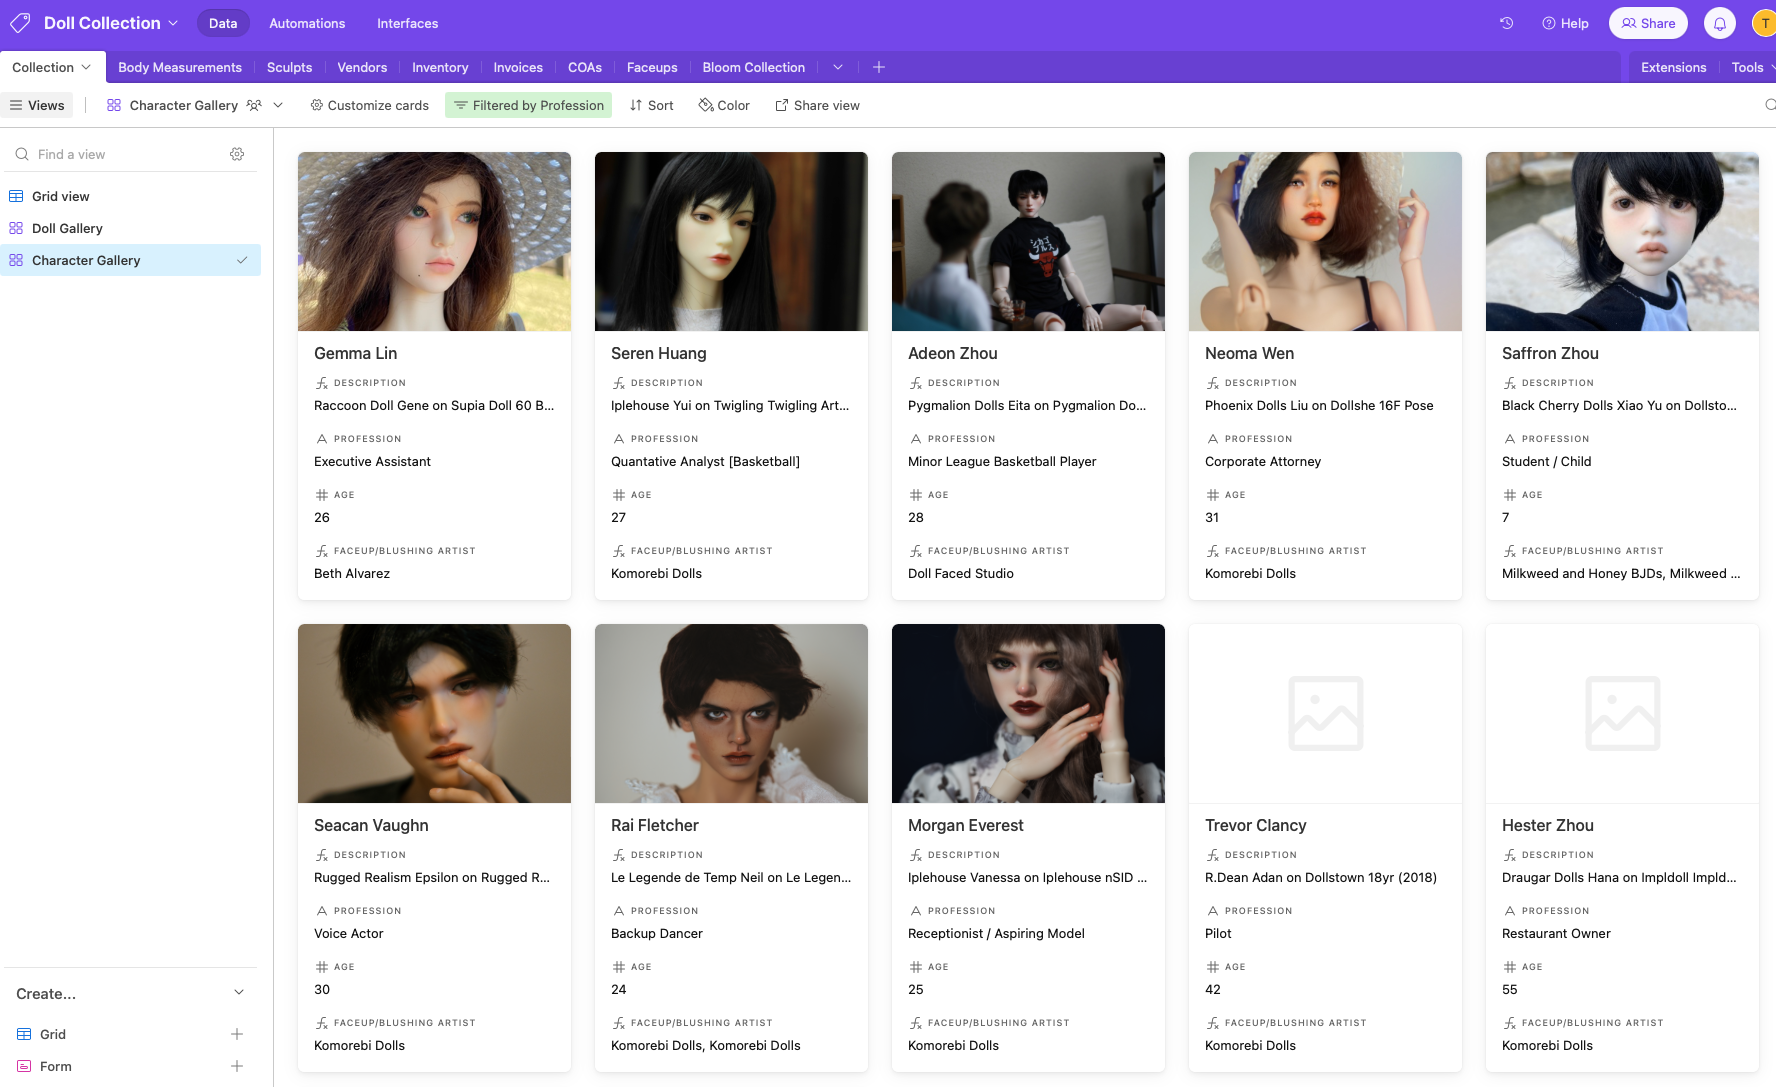 Doll Collection
Data
Automations
Interfaces
Help
Share
T
Collection
Body Measurements
Sculpts
Vendors
Inventory
Invoices
COAs
Faceups
Bloom Collection
Extensions
Tools
Views
Character Gallery
Customize cards
Filtered by Profession
Sort
Color
Share view
Find a view
Grid view
Doll Gallery
Character Gallery
Create...
Grid
Form
シカゴ
ブルス
Gemma Lin
DESCRIPTION
Raccoon Doll Gene on Supia Doll 60 B...
PROFESSION
Executive Assistant
AGE
26
FACEUP/BLUSHING ARTIST
Beth Alvarez
Seren Huang
DESCRIPTION
Iplehouse Yui on Twigling Twigling Art...
PROFESSION
Quantative Analyst [Basketball]
AGE
27
FACEUP/BLUSHING ARTIST
Komorebi Dolls
Adeon Zhou
DESCRIPTION
Pygmalion Dolls Eita on Pygmalion Do...
PROFESSION
Minor League Basketball Player
AGE
28
FACEUP/BLUSHING ARTIST
Doll Faced Studio
Neoma Wen
DESCRIPTION
Phoenix Dolls Liu on Dollshe 16F Pose
PROFESSION
Corporate Attorney
AGE
31
FACEUP/BLUSHING ARTIST
Komorebi Dolls
Saffron Zhou
DESCRIPTION
Black Cherry Dolls Xiao Yu on Dollsto...
PROFESSION
Student / Child
AGE
7
FACEUP/BLUSHING ARTIST
Milkweed and Honey BJDs, Milkweed ...
Seacan Vaughn
DESCRIPTION
Rugged Realism Epsilon on Rugged R...
PROFESSION
Voice Actor
AGE
30
FACEUP/BLUSHING ARTIST
Komorebi Dolls
Rai Fletcher
DESCRIPTION
Le Legende de Temp Neil on Le Legen...
PROFESSION
Backup Dancer
AGE
24
FACEUP/BLUSHING ARTIST
Komorebi Dolls, Komorebi Dolls
Morgan Everest
DESCRIPTION
Iplehouse Vanessa on Iplehouse nSID ...
PROFESSION
Receptionist / Aspiring Model
AGE
25
FACEUP/BLUSHING ARTIST
Komorebi Dolls
Trevor Clancy
DESCRIPTION
R.Dean Adan on Dollstown 18yr (2018)
PROFESSION
Pilot
AGE
42
FACEUP/BLUSHING ARTIST
Komorebi Dolls
Hester Zhou
DESCRIPTION
Draugar Dolls Hana on Impldoll Impld...
PROFESSION
Restaurant Owner
AGE
55
FACEUP/BLUSHING ARTIST
Komorebi Dolls